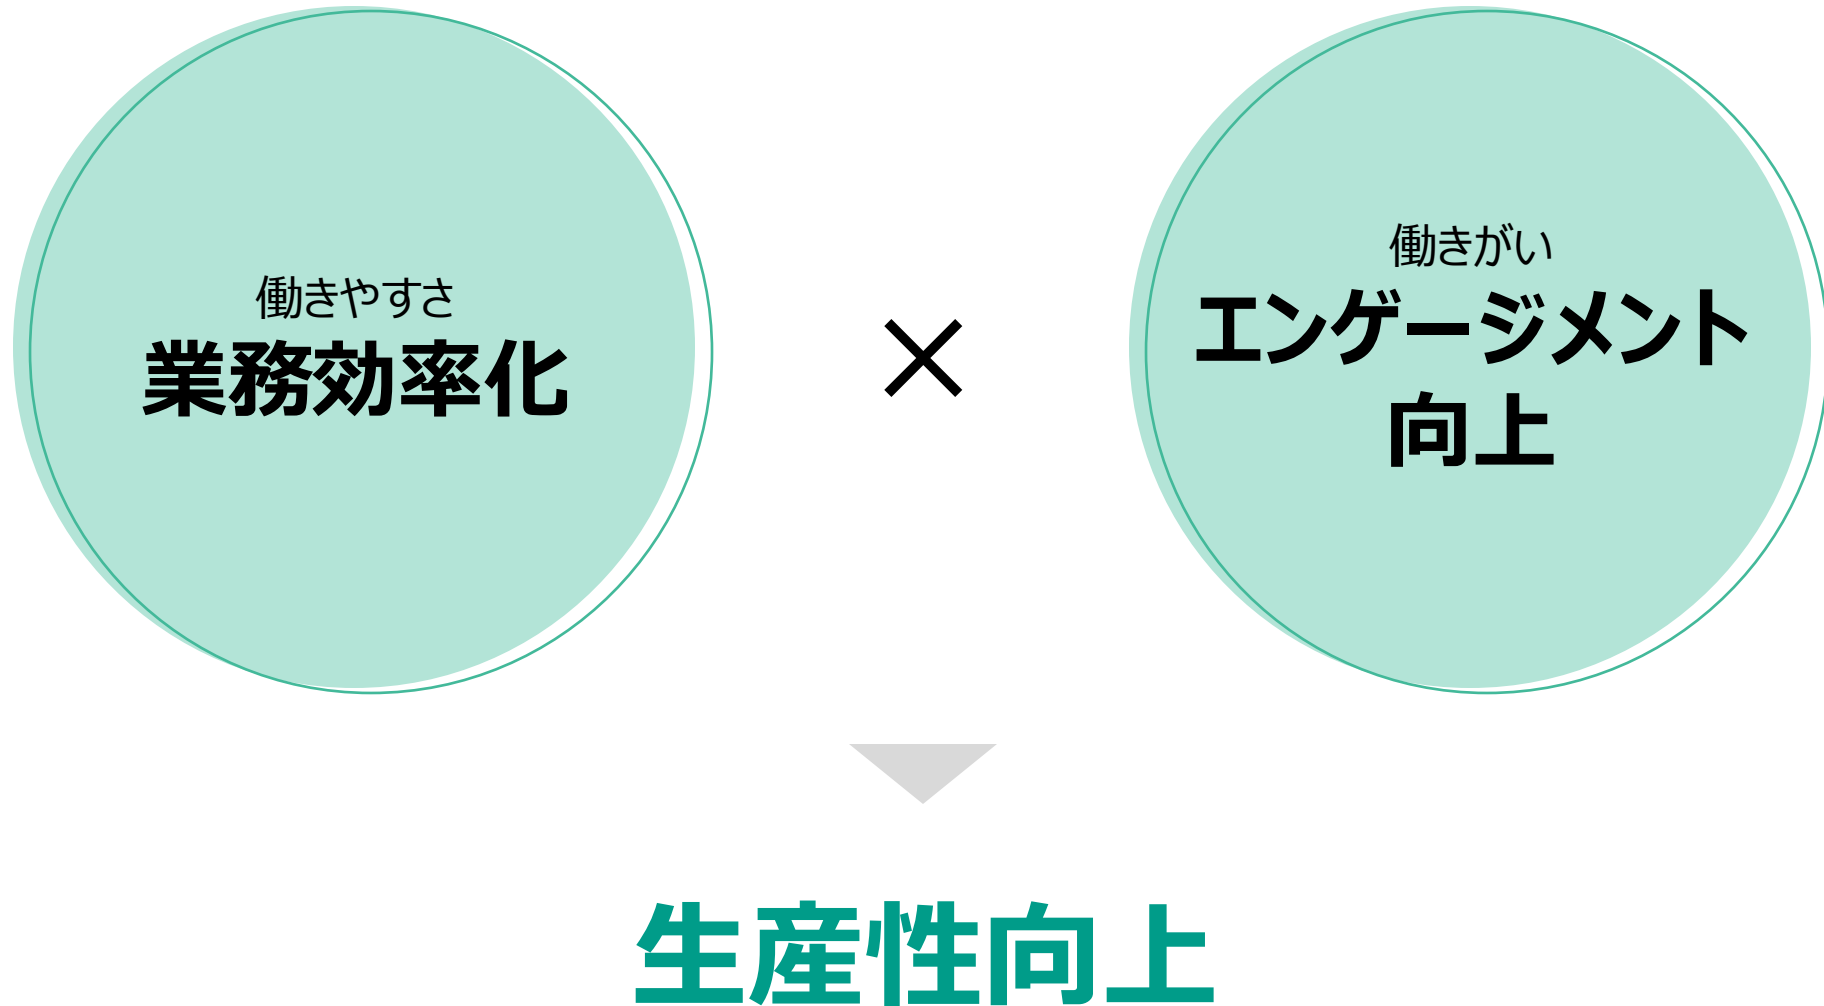 働きやすさ
業務効率化
×
働きがい
エンゲージメント
向上
生産性向上